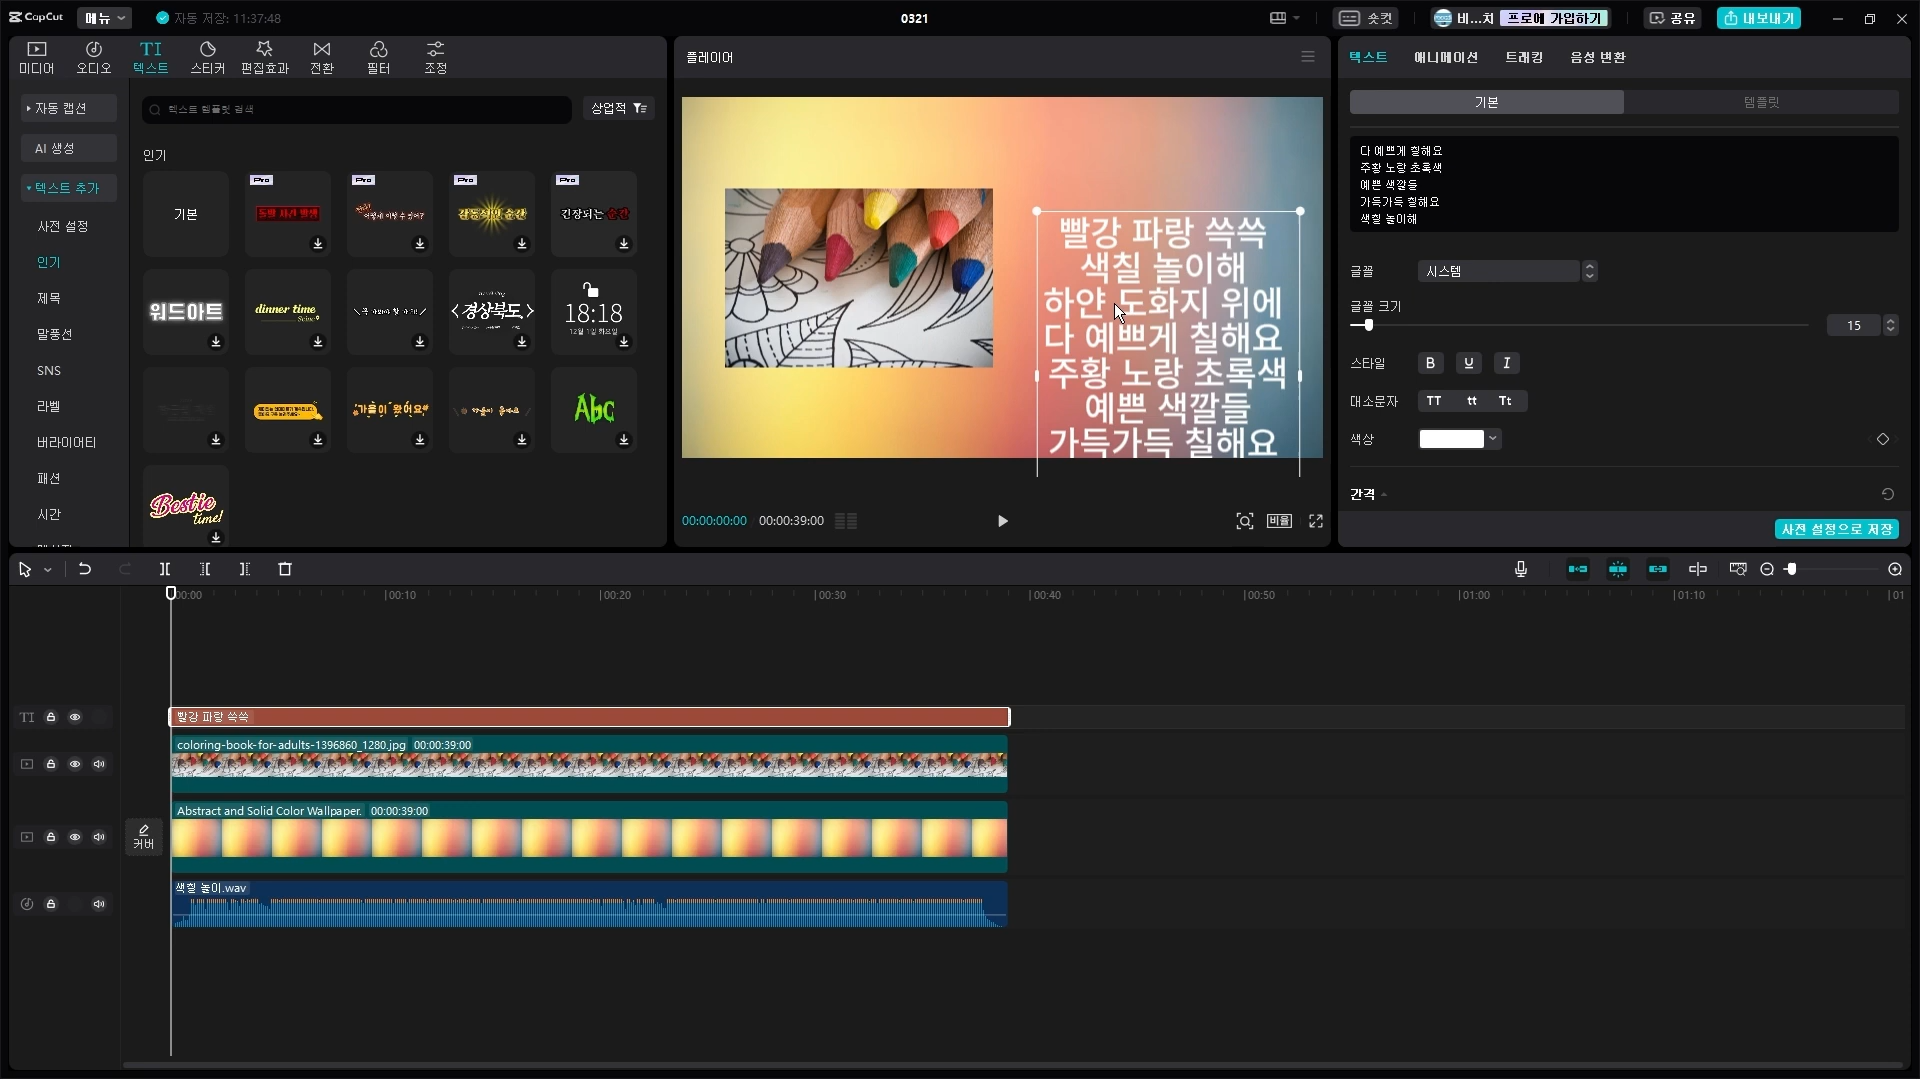 CapCut
메뉴
자동 저장: 11:37:48
0321
숏컷
비...치
프로에 가입하기
공유
내보내기
미디어
오디오
TI
텍스트
스티커
편집효과
전환
필터
조정
자동 캡션
AI 생성
텍스트 추가
사전 설정
인기
제목
말풍선
SNS
라벨
버라이어티
패션
시간
텍스트 템플릿 검색
상업적
인기
기본
Pro
돌발 사건 발생
Pro
Pro
감동적인 순간
Pro
긴장되는 순간
워드아트
dinner time
<경상북도>
18:18
12월 1일 화요일
가을이 왔어요
Abc
Bestie
time!
플레이어
빨강 파랑 쓱쓱
색칠 놀이해
하얀 도화지 위에
다 예쁘게 칠해요
주황 노랑 초록색
예쁜 색깔들
가득가득 칠해요
00:00:00:00
00:00:39:00
비율
텍스트
애니메이션
트래킹
음성 변환
기본
템플릿
다 예쁘게 칠해요
주황 노랑 초록색
예쁜 색깔들
가득가득 칠해요
색칠 놀이해
글꼴
시스템
글꼴 크기
15
스타일
B
U
I
대소문자
TT
tt
Tt
색상
간격
사전 설정으로 저장
00:00
00:10
00:20
00:30
00:40
00:50
01:00
01:10
01
TI
빨강 파랑 쓱쓱
coloring-book-for-adults-1396860_1280.jpg 00:00:39:00
Abstract and Solid Color Wallpaper. 00:00:39:00
커버
색칠 놀이.wav